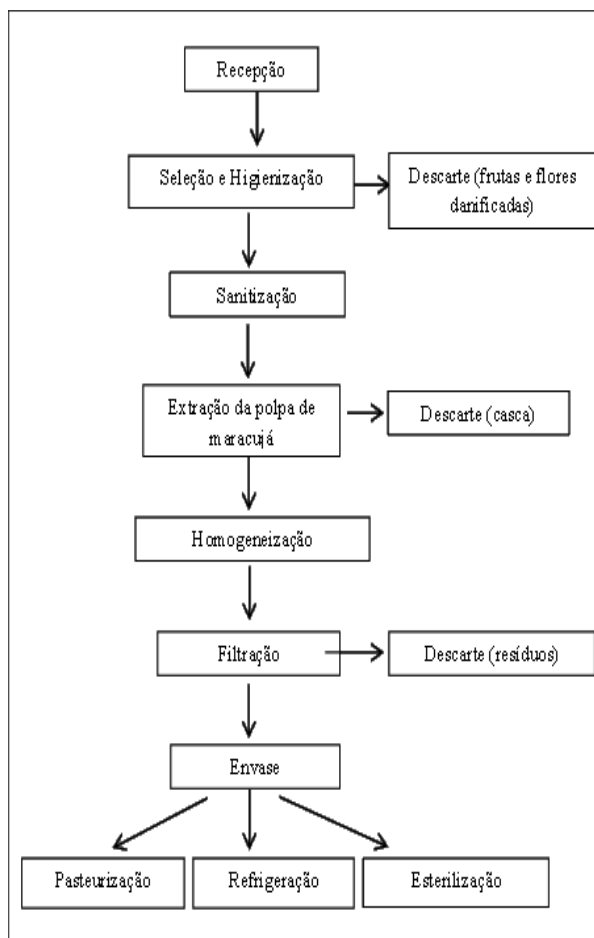 Recepção
Seleção e Higienização
Descarte (frutas e flores
danificadas)
Sanitização
Extração da polpa de
maracujá
Descarte (casca)
Homogeneização
Filtração
Descarte (resíduos)
Envase
Pasteurização
Refrigeração
Esterilização